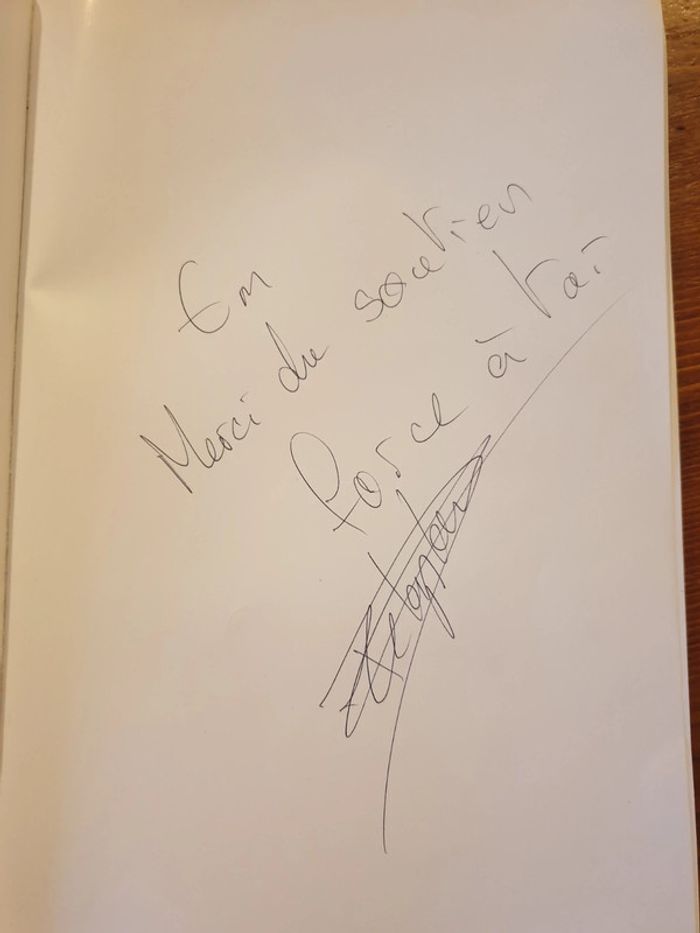 Em
Merci du soutien
force à toi